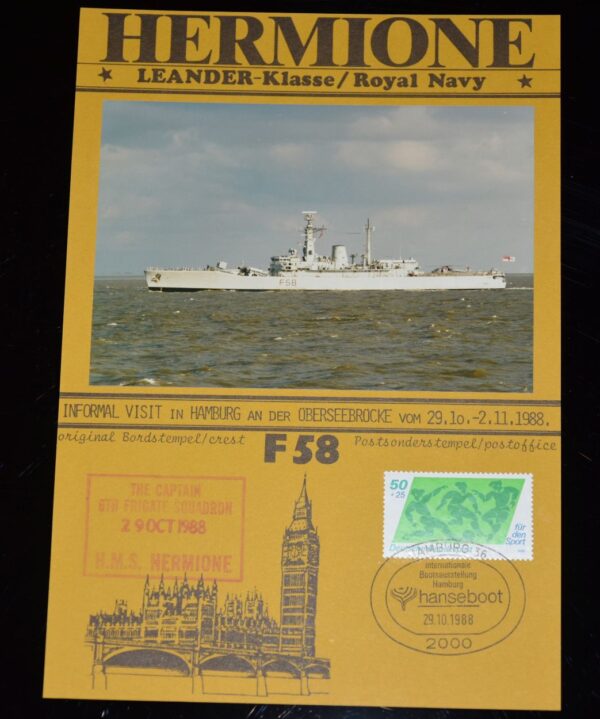 HERMIONE
★ LEANDER-Klasse/Royal Navy ★
F58
INFORMAL VISIT IN HAMBURG AN DER OBERSEEBRÜCKE VOM 29.10.-2.11.1988.
original Bordstempel/crest
F58
Postsonderstempel/postoffice
THE CAPTAIN
6TH FRIGATE SQUADRON
29 OCT 1988
H.M.S. HERMIONE
50
+25
für
den
Sport
Deutsche
HAMBURG 36
internationale
Bootsausstellung
Hamburg
hanseboot
29.10.1988
2000